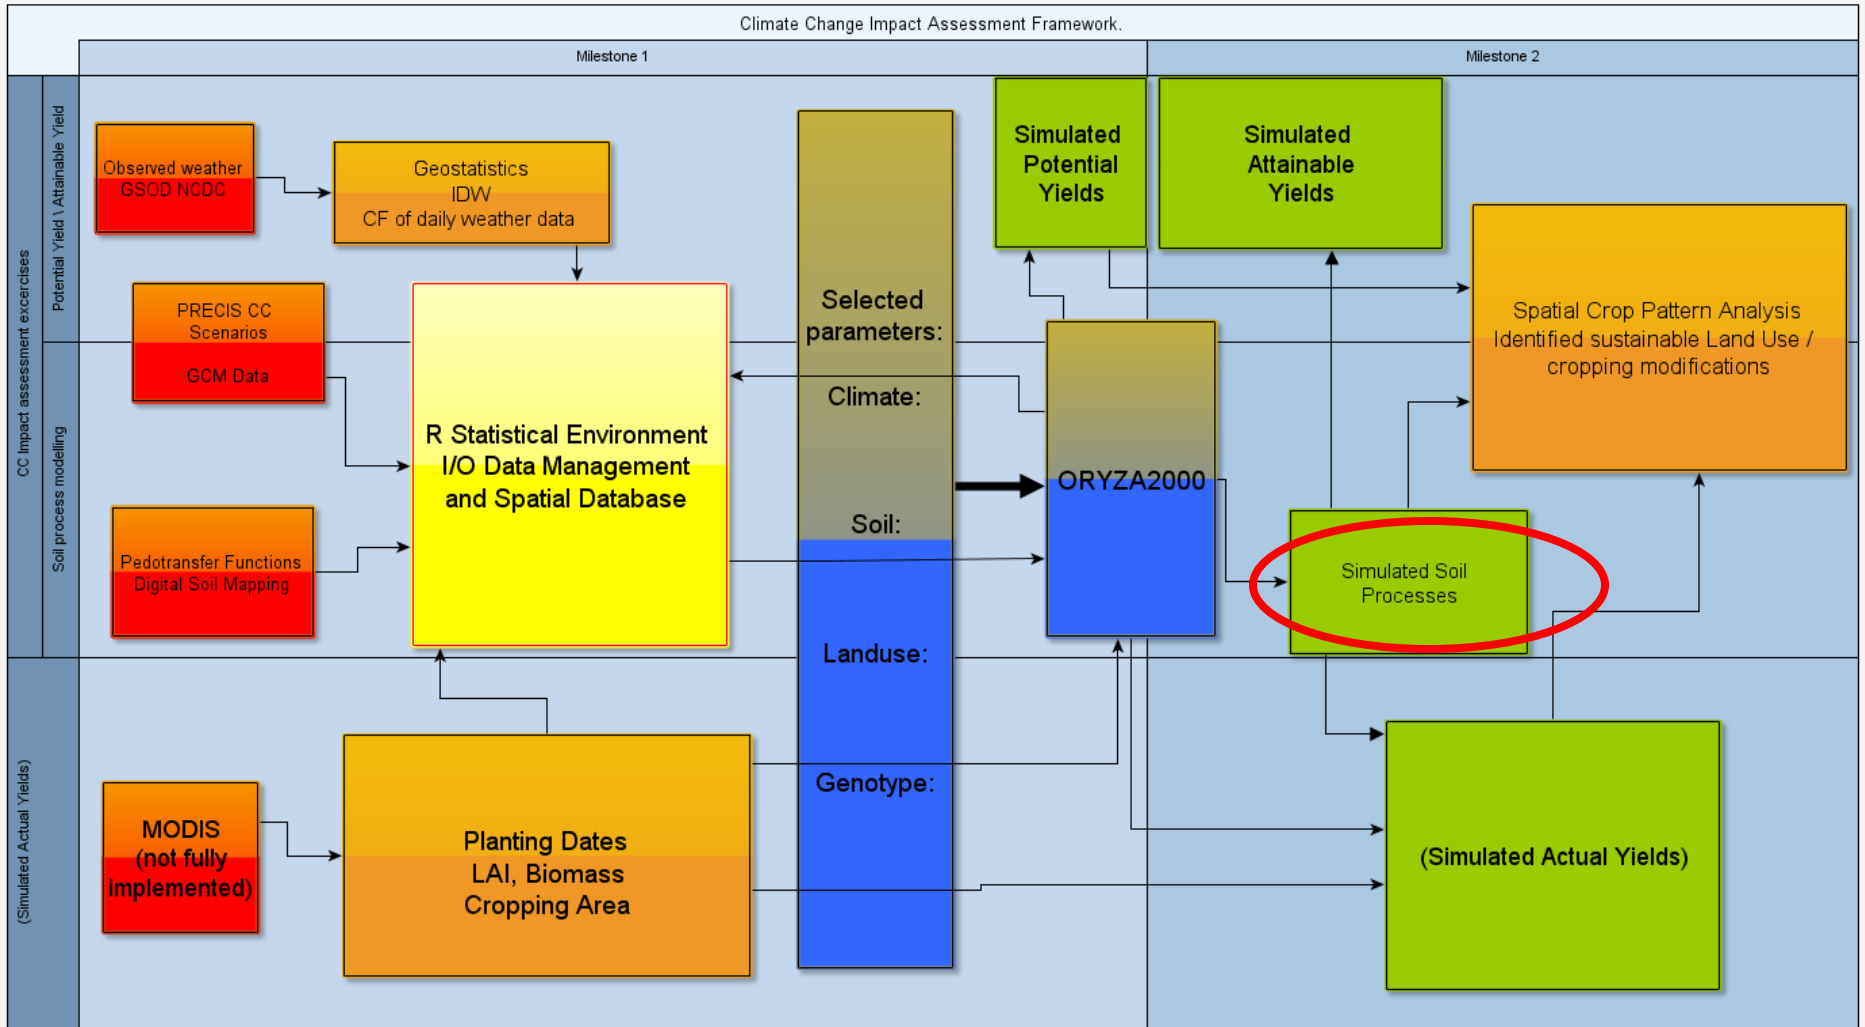 Climate Change Impact Assessment Framework.
Milestone 1
Milestone 2
CC Impact assessment excercises
Potential Yield \ Attainable Yield
Soil process modelling
(Simulated Actual Yields)
Observed weather
GSOD NCDC
Geostatistics
IDW
CF of daily weather data
PRECIS CC
Scenarios
GCM Data
Pedotransfer Functions
Digital Soil Mapping
R Statistical Environment
I/O Data Management
and Spatial Database
MODIS
(not fully
implemented)
Planting Dates
LAI, Biomass
Cropping Area
Selected
parameters:
Climate:
Soil:
Landuse:
Genotype:
Simulated
Potential
Yields
Simulated
Attainable
Yields
ORYZA2000
Spatial Crop Pattern Analysis
Identified sustainable Land Use /
cropping modifications
Simulated Soil
Processes
(Simulated Actual Yields)